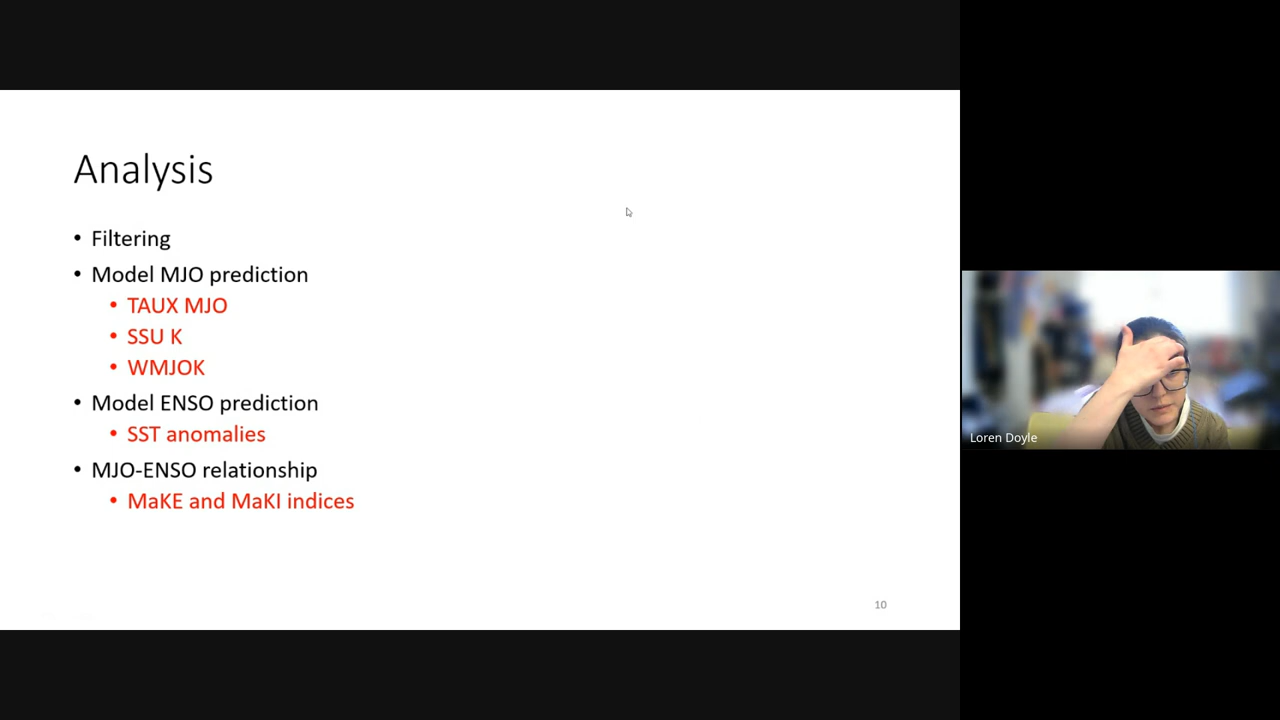 Analysis
• Filtering
• Model MJO prediction
• TAUX MJO
• SSU K
• WMJOK
• Model ENSO prediction
• SST anomalies
• MJO-ENSO relationship
• MaKE and MaKI indices
10
Loren Doyle